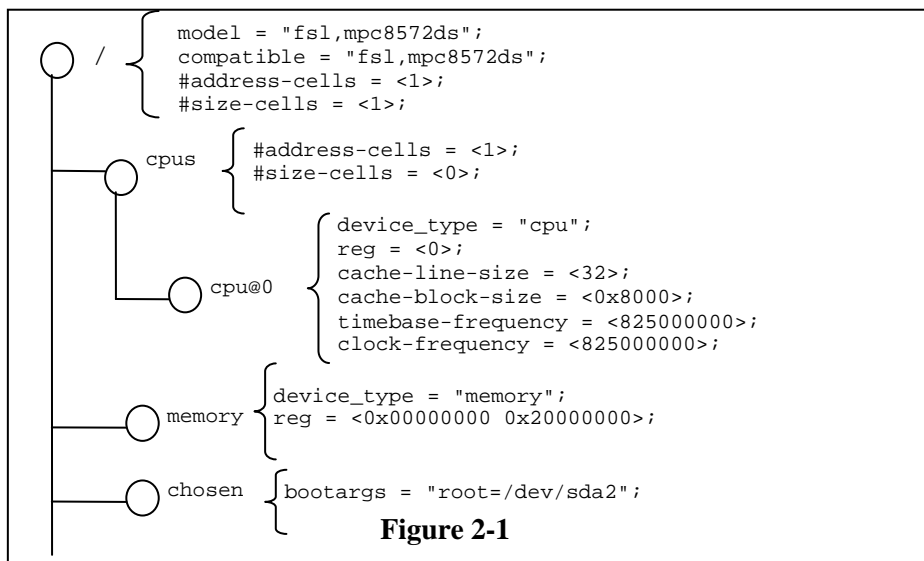 /
model = "fsl,mpc8572ds";
compatible = "fsl,mpc8572ds";
#address-cells = <1>;
#size-cells = <1>;
cpus
#address-cells = <1>;
#size-cells = <0>;
cpu@0
device_type = "cpu";
reg = <0>;
cache-line-size = <32>;
cache-block-size = <0x8000>;
timebase-frequency = <825000000>;
clock-frequency = <825000000>;
memory
device_type = "memory";
reg = <0x00000000 0x20000000>;
chosen
bootargs = "root=/dev/sda2";
Figure 2-1